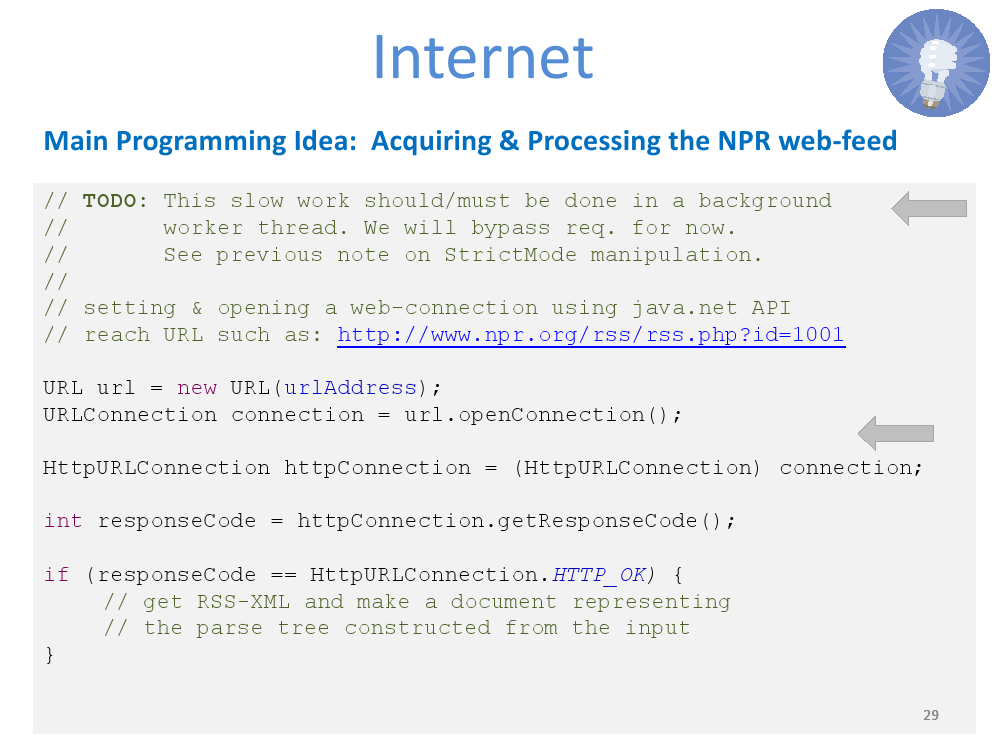 Internet
Main Programming Idea:  Acquiring & Processing the NPR web-feed
// TODO: This slow work should/must be done in a background
//       worker thread. We will bypass req. for now.
//       See previous note on StrictMode manipulation.
//
// setting & opening a web-connection using java.net API
// reach URL such as: http://www.npr.org/rss/rss.php?id=1001
URL url = new URL(urlAddress);
URLConnection connection = url.openConnection();
HttpURLConnection httpConnection = (HttpURLConnection) connection;
int responseCode = httpConnection.getResponseCode();
if (responseCode == HttpURLConnection.HTTP_OK) {
// get RSS-XML and make a document representing
// the parse tree constructed from the input
}
29